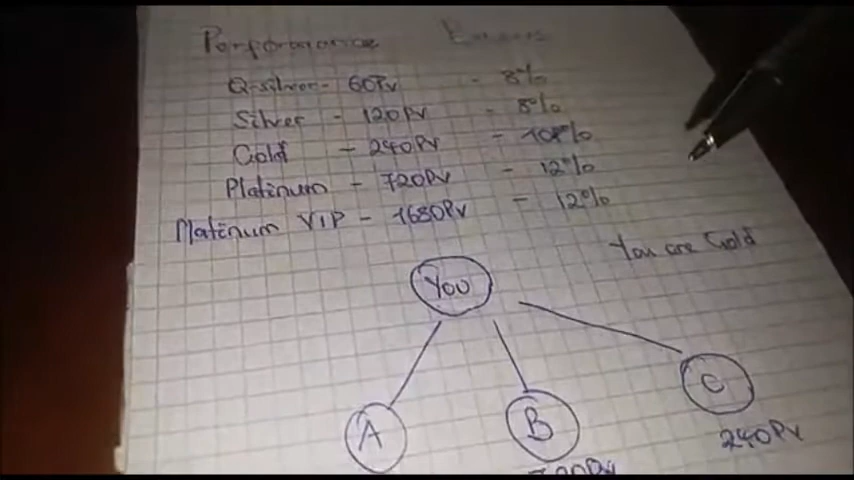 Performance Bonus
Q-silver - 60PV - 8%
Silver - 120PV - 8%
Gold - 240PV - 10%
Platinum - 720PV - 12%
Platinum VIP - 1680PV - 12%
You are Gold
You
A
B
C
720PV
240PV